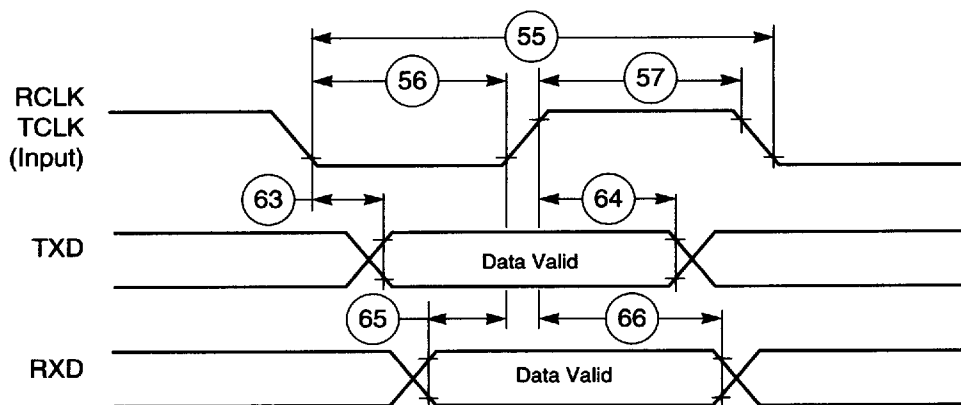 55
56
57
RCLK
TCLK
(Input)
63
64
TXD
Data Valid
65
66
RXD
Data Valid